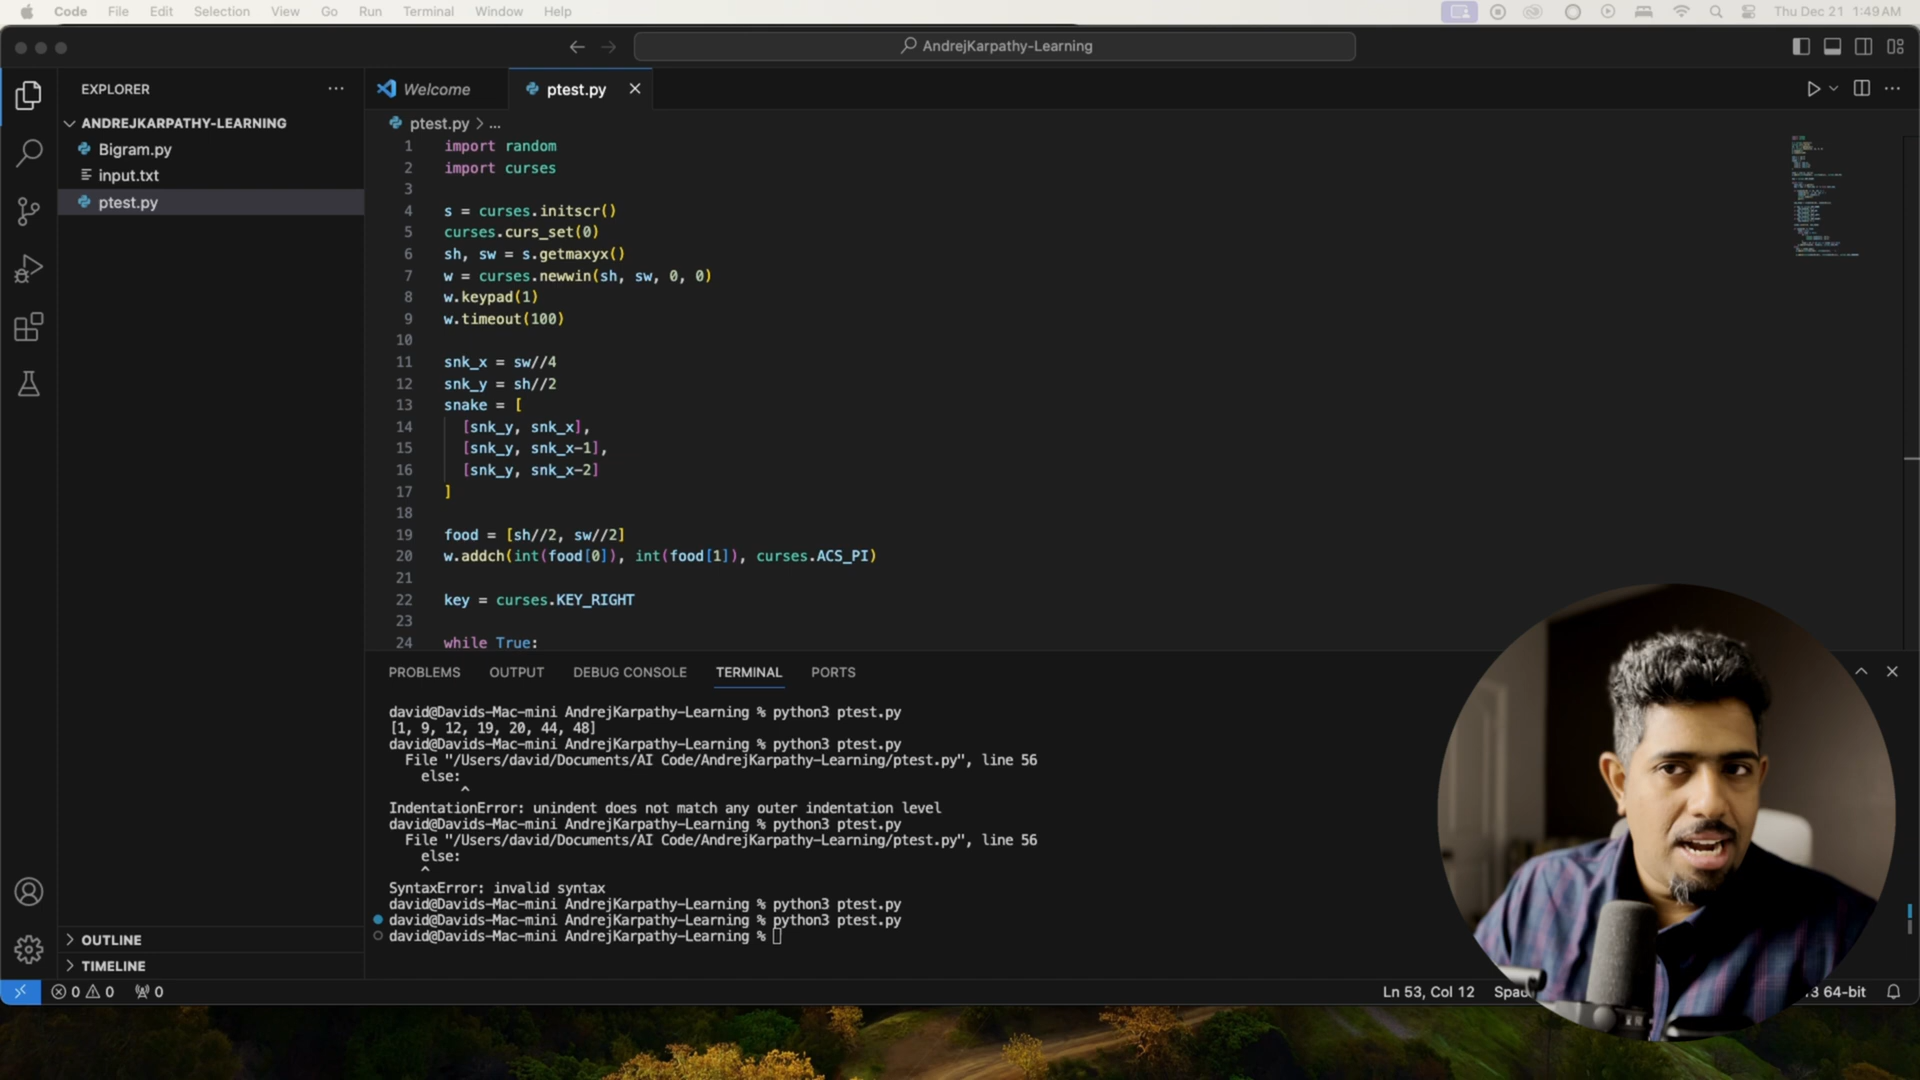 Code File Edit Selection View Go Run Terminal Window Help Thu Dec 21 1:49 AM
AndrejKarpathy-Learning
EXPLORER
ANDREJKARPATHY-LEARNING
Bigram.py
input.txt
ptest.py
OUTLINE
TIMELINE
Welcome ptest.py
ptest.py > ...
1 import random
2 import curses
3
4 s = curses.initscr()
5 curses.curs_set(0)
6 sh, sw = s.getmaxyx()
7 w = curses.newwin(sh, sw, 0, 0)
8 w.keypad(1)
9 w.timeout(100)
10
11 snk_x = sw//4
12 snk_y = sh//2
13 snake = [
14 [snk_y, snk_x],
15 [snk_y, snk_x-1],
16 [snk_y, snk_x-2]
17 ]
18
19 food = [sh//2, sw//2]
20 w.addch(int(food[0]), int(food[1]), curses.ACS_PI)
21
22 key = curses.KEY_RIGHT
23
24 while True:
PROBLEMS OUTPUT DEBUG CONSOLE TERMINAL PORTS
david@Davids-Mac-mini AndrejKarpathy-Learning % python3 ptest.py
[1, 9, 12, 19, 20, 44, 48]
david@Davids-Mac-mini AndrejKarpathy-Learning % python3 ptest.py
File "/Users/david/Documents/AI Code/AndrejKarpathy-Learning/ptest.py", line 56
else:
^
IndentationError: unindent does not match any outer indentation level
david@Davids-Mac-mini AndrejKarpathy-Learning % python3 ptest.py
File "/Users/david/Documents/AI Code/AndrejKarpathy-Learning/ptest.py", line 56
else:
^
SyntaxError: invalid syntax
david@Davids-Mac-mini AndrejKarpathy-Learning % python3 ptest.py
david@Davids-Mac-mini AndrejKarpathy-Learning % python3 ptest.py
david@Davids-Mac-mini AndrejKarpathy-Learning %
0 0 0 Ln 53, Col 12 64-bit